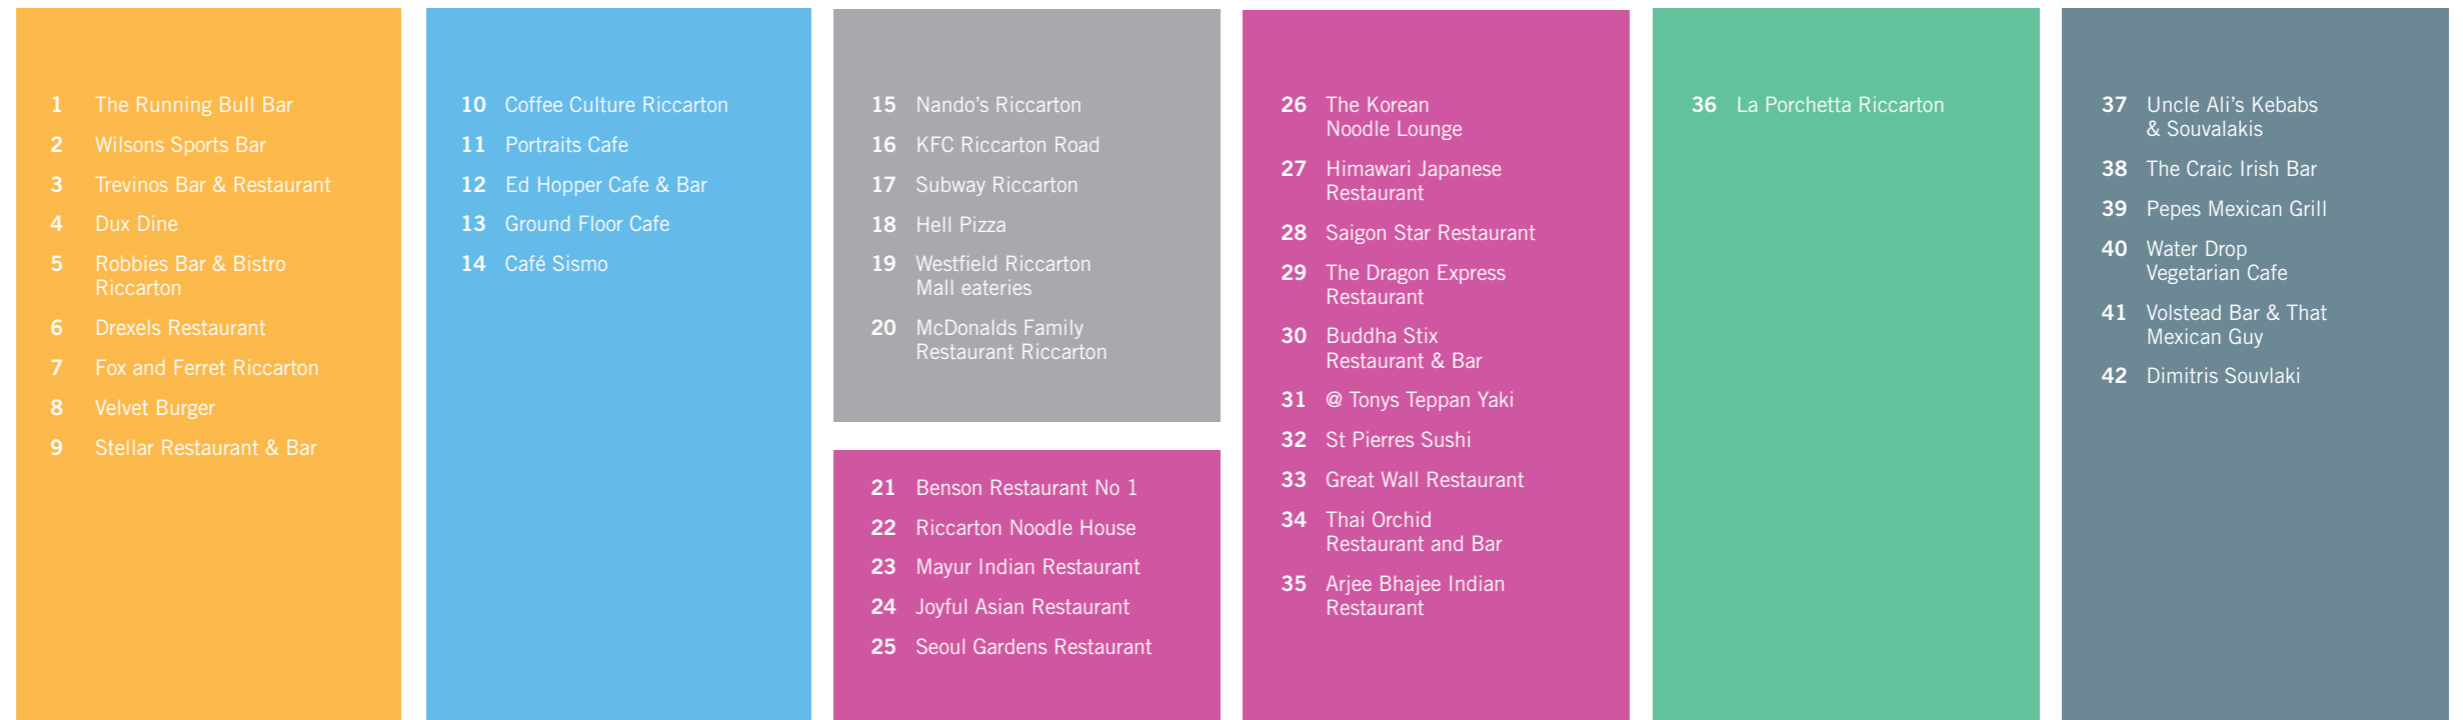 1 The Running Bull Bar
2 Wilsons Sports Bar
3 Trevinos Bar & Restaurant
4 Dux Dine
5 Robbies Bar & Bistro
Riccarton
6 Drexels Restaurant
7 Fox and Ferret Riccarton
8 Velvet Burger
9 Stellar Restaurant & Bar
10 Coffee Culture Riccarton
11 Portraits Cafe
12 Ed Hopper Cafe & Bar
13 Ground Floor Cafe
14 Café Sismo
15 Nando’s Riccarton
16 KFC Riccarton Road
17 Subway Riccarton
18 Hell Pizza
19 Westfield Riccarton
Mall eateries
20 McDonalds Family
Restaurant Riccarton
21 Benson Restaurant No 1
22 Riccarton Noodle House
23 Mayur Indian Restaurant
24 Joyful Asian Restaurant
25 Seoul Gardens Restaurant
26 The Korean
Noodle Lounge
27 Himawari Japanese
Restaurant
28 Saigon Star Restaurant
29 The Dragon Express
Restaurant
30 Buddha Stix
Restaurant & Bar
31 @ Tonys Teppan Yaki
32 St Pierres Sushi
33 Great Wall Restaurant
34 Thai Orchid
Restaurant and Bar
35 Arjee Bhajee Indian
Restaurant
36 La Porchetta Riccarton
37 Uncle Ali’s Kebabs
& Souvalakis
38 The Craic Irish Bar
39 Pepes Mexican Grill
40 Water Drop
Vegetarian Cafe
41 Volstead Bar & That
Mexican Guy
42 Dimitris Souvlaki